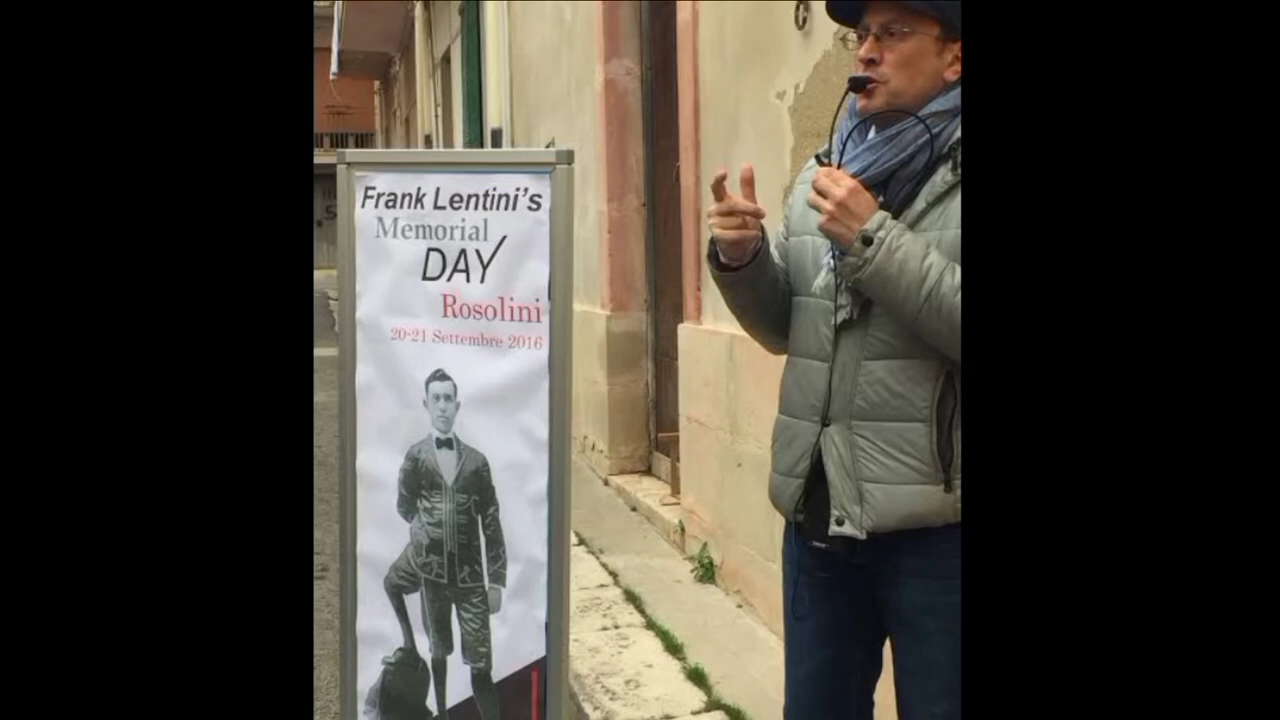 Frank Lentini's
Memorial
DAY
Rosolini
20-21 Settembre 2016